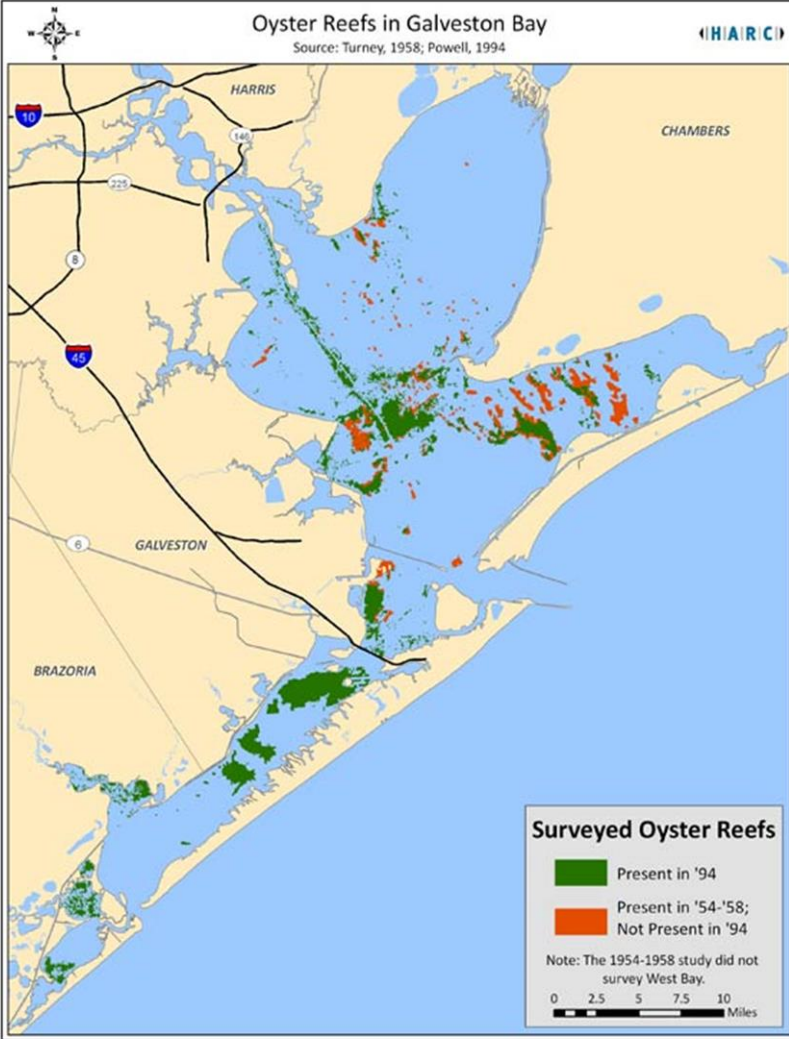 N
W E
S
Oyster Reefs in Galveston Bay
Source: Turney, 1958; Powell, 1994
(H|A|R|C)
HARRIS
10
146
CHAMBERS
225
8
45
6
GALVESTON
BRAZORIA
Surveyed Oyster Reefs
Present in '94
Present in '54-'58;
Not Present in '94
Note: The 1954-1958 study did not
survey West Bay.
0 2.5 5 7.5 10
Miles